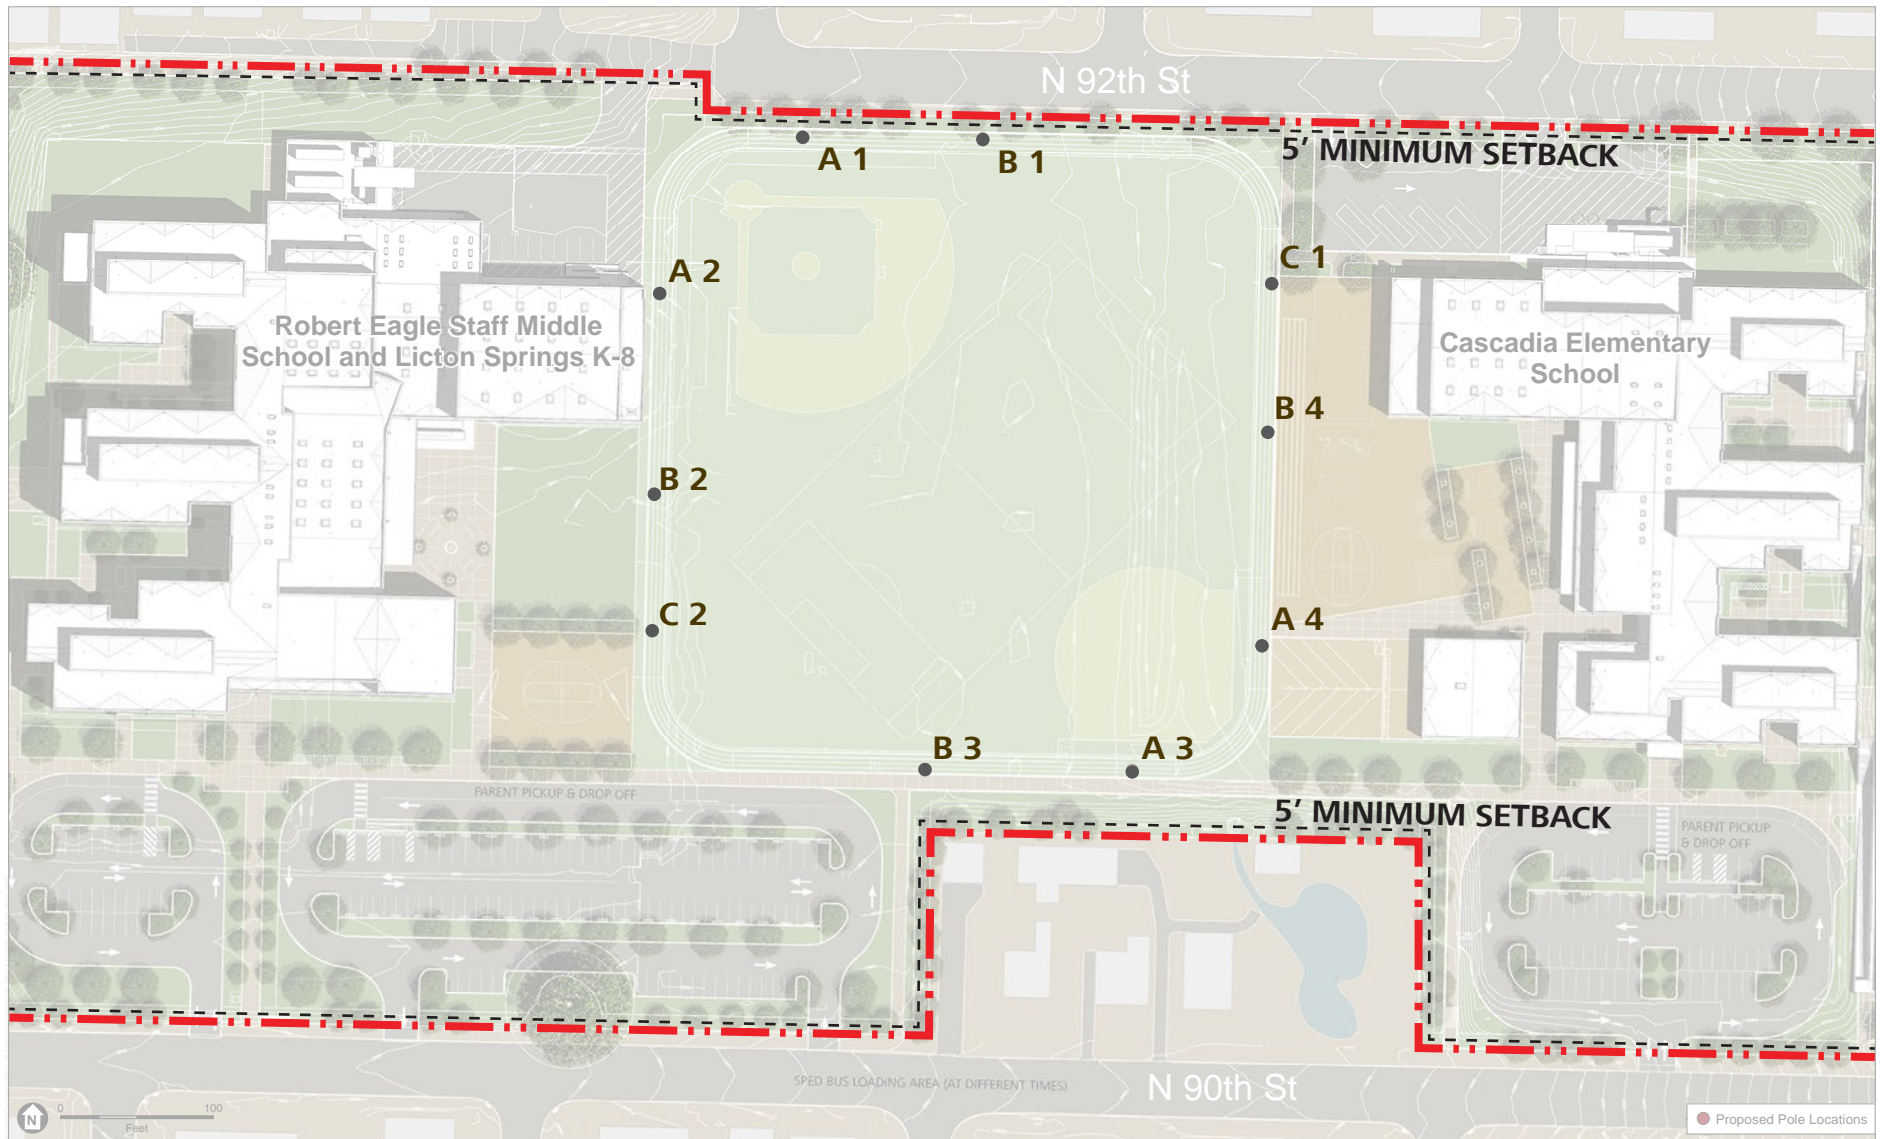 N 92th St
5’ MINIMUM SETBACK
A 1
B 1
A 2
C 1
Robert Eagle Staff Middle
School and Licton Springs K-8
Cascadia Elementary
School
B 4
B 2
C 2
A 4
B 3
A 3
PARENT PICKUP & DROP OFF
5’ MINIMUM SETBACK
PARENT PICKUP
& DROP OFF
SPED BUS LOADING AREA (AT DIFFERENT TIMES)
N 90th St
N
0
100
Feet
Proposed Pole Locations